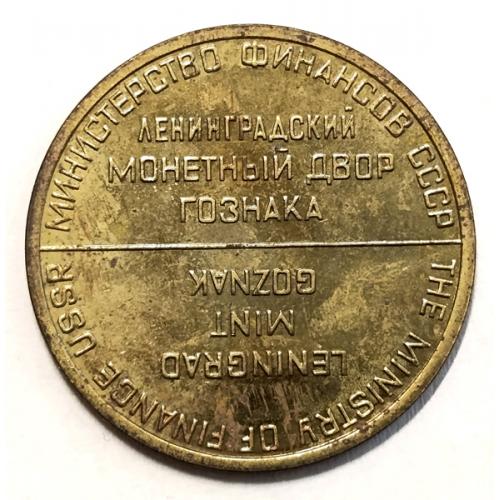 МИНИСТЕРСТВО ФИНАНСОВ СССР
ЛЕНИНГРАДСКИЙ
МОНЕТНЫЙ ДВОР
ГОЗНАКА
THE MINISTRY OF FINANCE USSR
LENINGRAD
MINT
GOZNAK